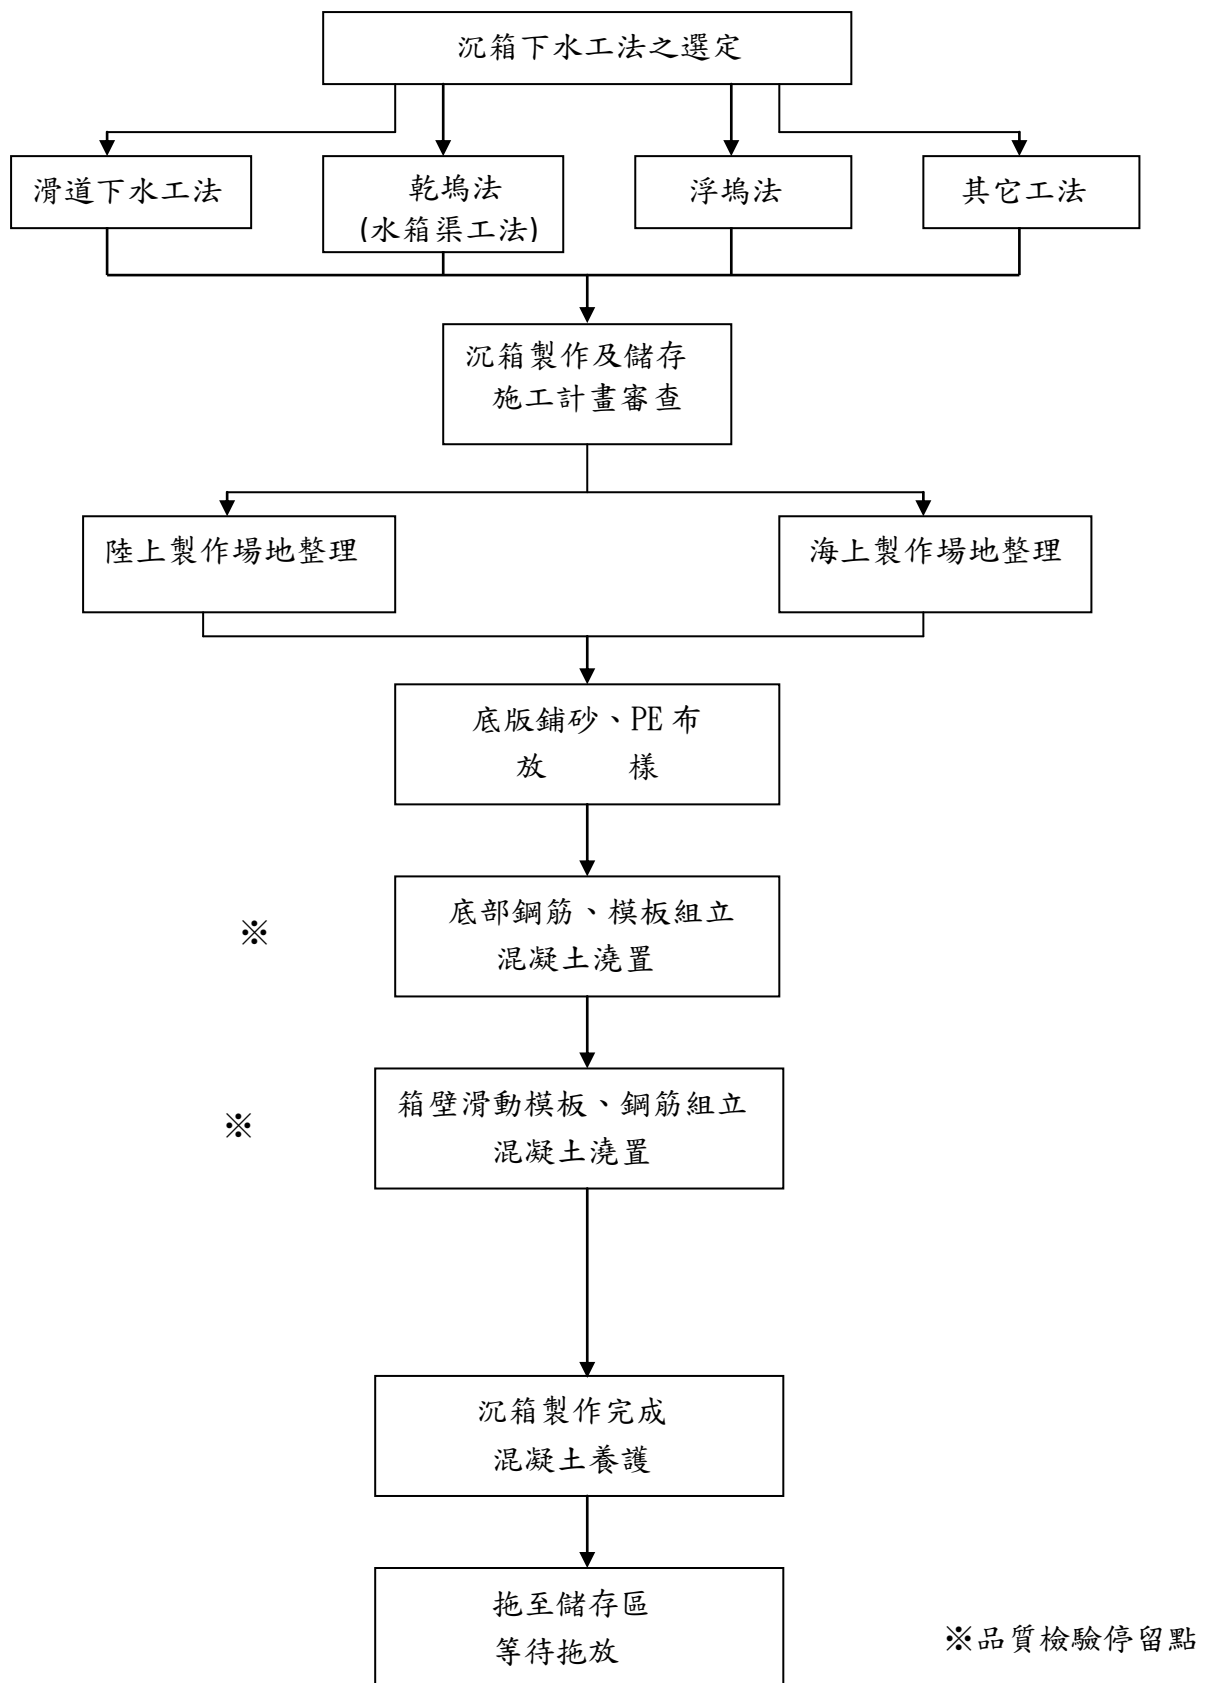 沉箱下水工法之選定
滑道下水工法
乾塢法
(水箱渠工法)
浮塢法
其它工法
沉箱製作及儲存
施工計畫審查
陸上製作場地整理
海上製作場地整理
底版鋪砂、PE布
放 樣
※
底部鋼筋、模板組立
混凝土澆置
※
箱壁滑動模板、鋼筋組立
混凝土澆置
沉箱製作完成
混凝土養護
拖至儲存區
等待拖放
※品質檢驗停留點